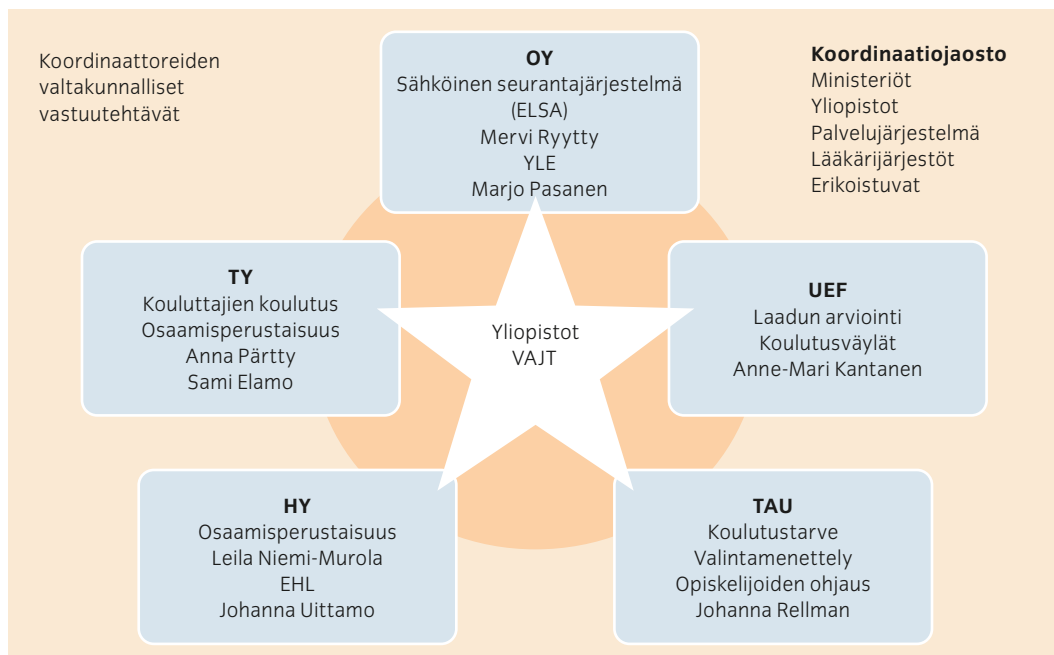 Koordinaattoreiden
valtakunnalliset
vastuutehtävät
OY
Sähköinen seurantajärjestelmä
(ELSA)
Mervi Ryytty
YLE
Marjo Pasanen
Koordinaatiojaosto
Ministeriöt
Yliopistot
Palvelujärjestelmä
Lääkärijärjestöt
Erikoistuvat
TY
Kouluttajien koulutus
Osaamisperustaisuus
Anna Pärtty
Sami Elamo
Yliopistot
VAJT
UEF
Laadun arviointi
Koulutusväylät
Anne-Mari Kantanen
HY
Osaamisperustaisuus
Leila Niemi-Murola
EHL
Johanna Uittamo
TAU
Koulutustarve
Valintamenettely
Opiskelijoiden ohjaus
Johanna Rellman